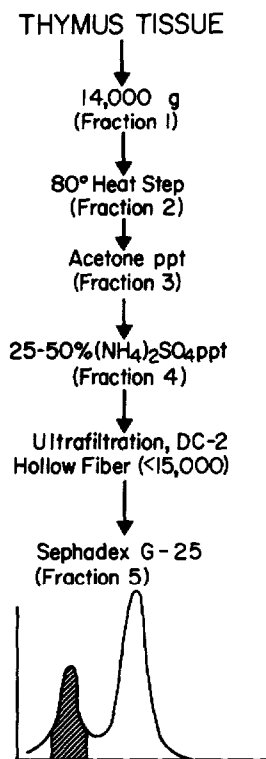 THYMUS TISSUE
14,000 g
(Fraction 1)
80° Heat Step
(Fraction 2)
Acetone ppt
(Fraction 3)
25-50%(NH4)2SO4ppt
(Fraction 4)
Ultrafiltration, DC-2
Hollow Fiber (<15,000)
Sephadex G-25
(Fraction 5)